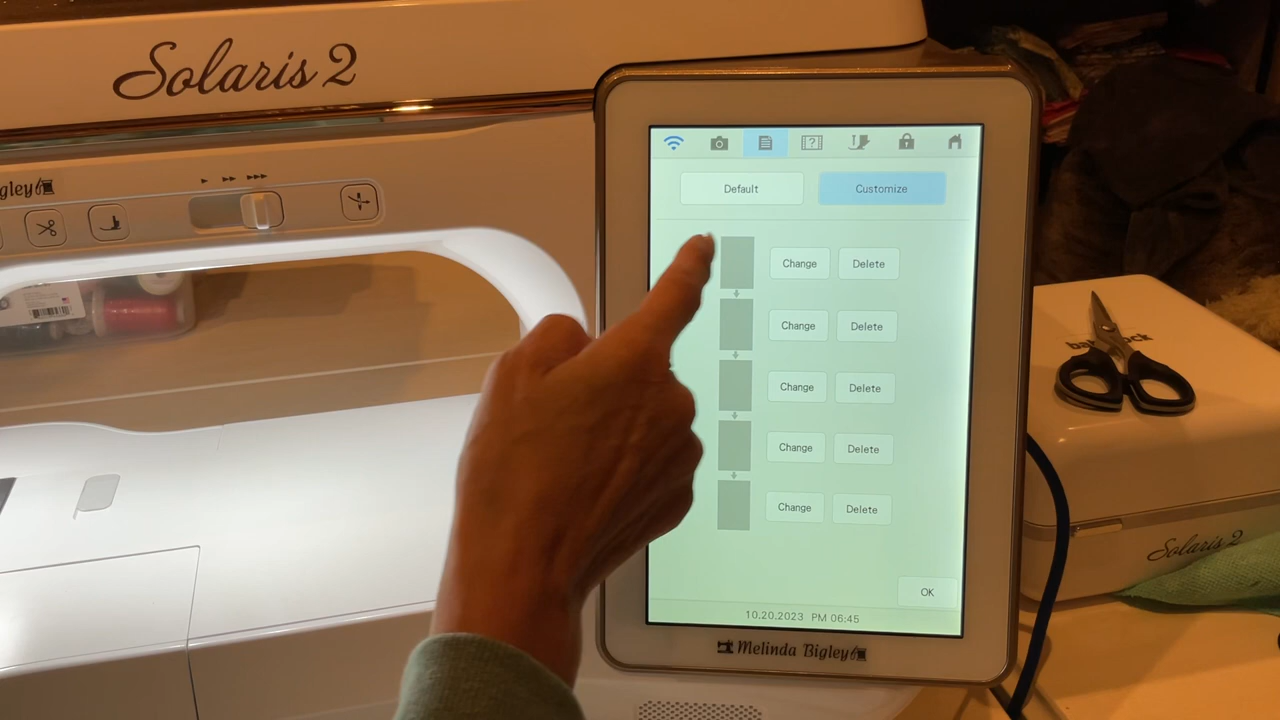 Solaris 2
gley
Default
Customize
Change
Delete
Change
Delete
Change
Delete
Change
Delete
Change
Delete
OK
10.20.2023 PM 06:45
Melinda Bigley
Solaris 2